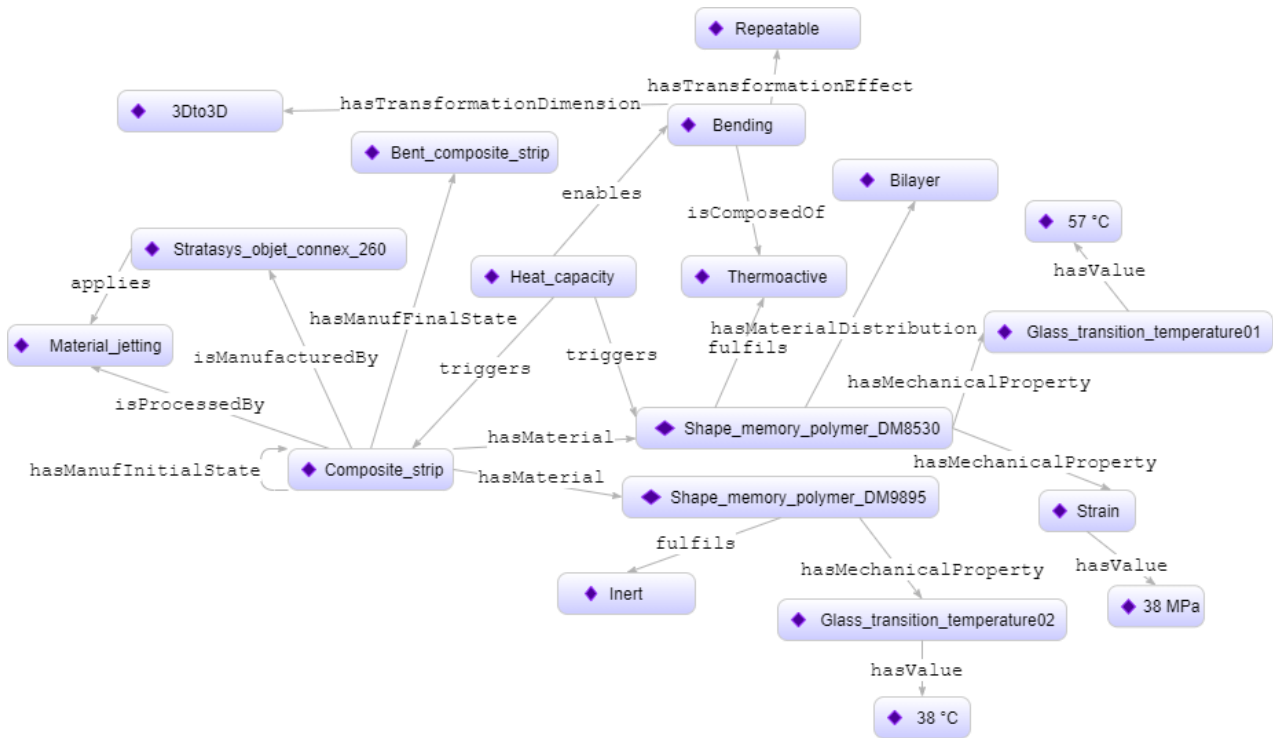 Repeatable
hasTransformationEffect
3Dto3D
hasTransformationDimension
Bending
Bent_composite_strip
enables
Bilayer
isComposedOf
57 °C
Stratasys_objet_connex_260
applies
Heat_capacity
Thermoactive
hasValue
hasManufFinalState
hasMaterialDistribution
Glass_transition_temperature01
Material_jetting
isManufacturedBy
triggers
triggers
fulfils
hasMechanicalProperty
isProcessedBy
hasMaterial
Shape_memory_polymer_DM8530
hasManufInitialState
Composite_strip
hasMaterial
hasMechanicalProperty
Shape_memory_polymer_DM9895
Strain
fulfils
hasMechanicalProperty
hasValue
Inert
38 MPa
Glass_transition_temperature02
hasValue
38 °C